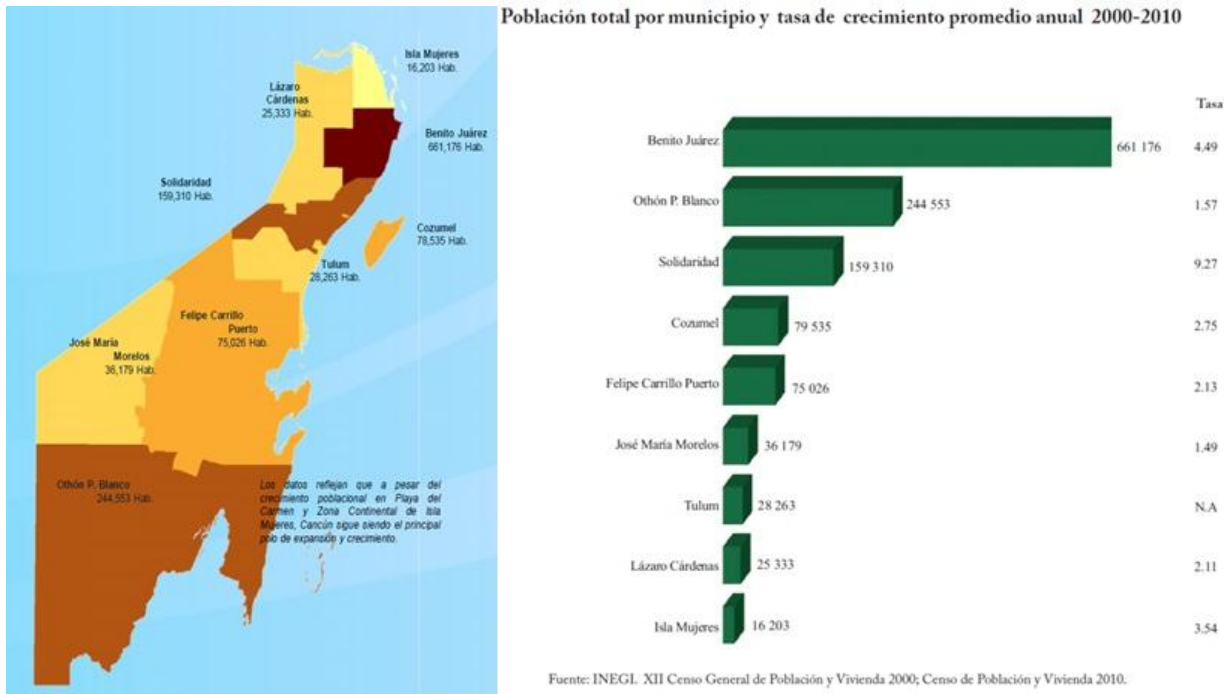 Isla Mujeres
16,203 Hab.
Lázaro
Cárdenas
25,333 Hab.
Benito Juárez
661,176 Hab.
Solidaridad
159,310 Hab.
Cozumel
78,535 Hab.
Tulum
28,263 Hab.
Felipe Carrillo
Puerto
75,026 Hab.
José María
Morelos
36,179 Hab.
Othón P. Blanco
244,553 Hab.
Los datos reflejan que a pesar del
crecimiento poblacional en Playa del
Carmen y Zona Continental de Isla
Mujeres, Cancún sigue siendo el principal
polo de expansión y crecimiento.
Población total por municipio y tasa de crecimiento promedio anual 2000-2010
Tasa
Benito Juárez 661 176 4.49
Othón P. Blanco 244 553 1.57
Solidaridad 159 310 9.27
Cozumel 79 535 2.75
Felipe Carrillo Puerto 75 026 2.13
José María Morelos 36 179 1.49
Tulum 28 263 N.A
Lázaro Cárdenas 25 333 2.11
Isla Mujeres 16 203 3.54
Fuente: INEGI. XII Censo General de Población y Vivienda 2000; Censo de Población y Vivienda 2010.